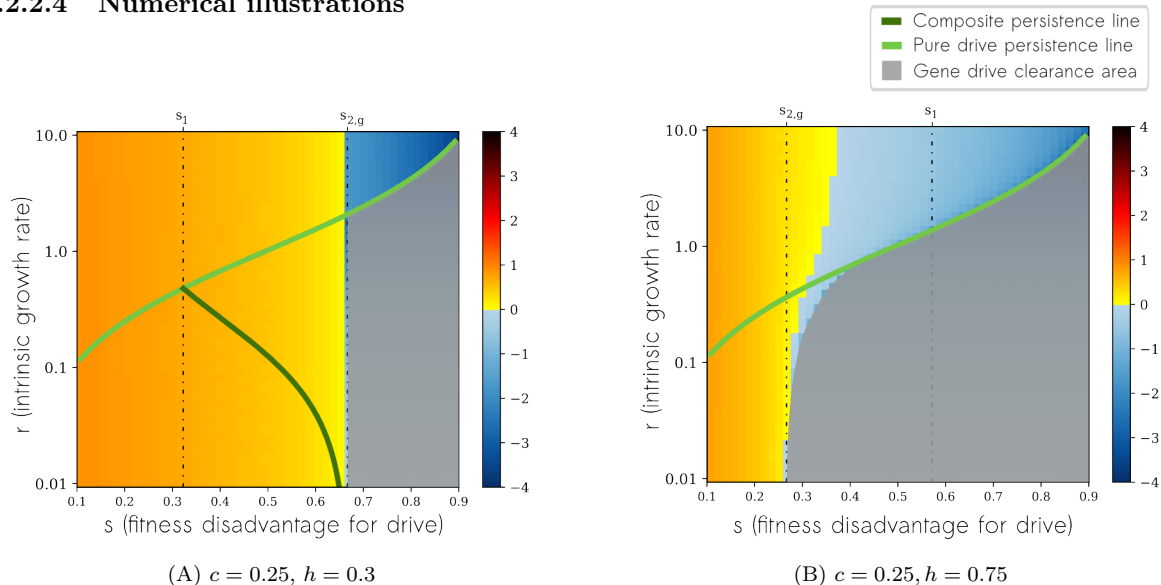 .2.2.4 Numerical illustrations
Composite persistence line
Pure drive persistence line
Gene drive clearance area
s1
s2,g
10.0
1.0
0.1
0.01
r (intrinsic growth rate)
0.1 0.2 0.3 0.4 0.5 0.6 0.7 0.8 0.9
s (fitness disadvantage for drive)
4
3
2
1
0
−1
−2
−3
−4
(A) c = 0.25, h = 0.3
s2,g
s1
10.0
1.0
0.1
0.01
r (intrinsic growth rate)
0.1 0.2 0.3 0.4 0.5 0.6 0.7 0.8 0.9
s (fitness disadvantage for drive)
4
3
2
1
0
−1
−2
−3
−4
(B) c = 0.25, h = 0.75